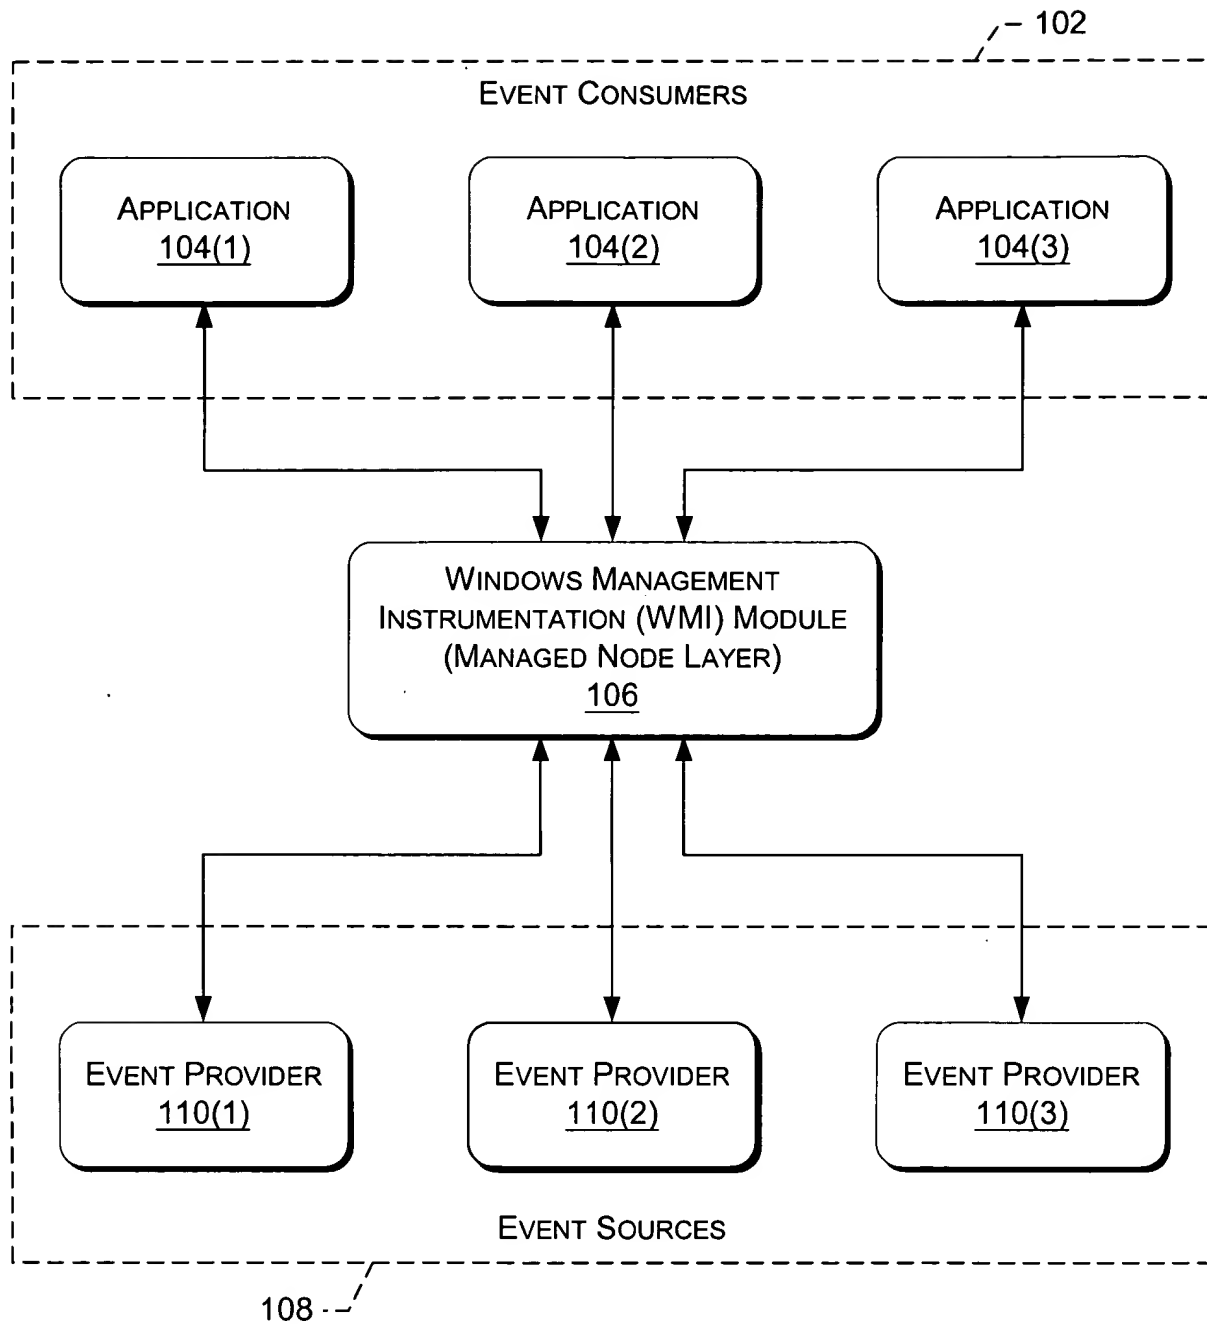 102
EVENT CONSUMERS
APPLICATION
104(1)
APPLICATION
104(2)
APPLICATION
104(3)
WINDOWS MANAGEMENT
INSTRUMENTATION (WMI) MODULE
(MANAGED NODE LAYER)
106
EVENT PROVIDER
110(1)
EVENT PROVIDER
110(2)
EVENT PROVIDER
110(3)
EVENT SOURCES
108